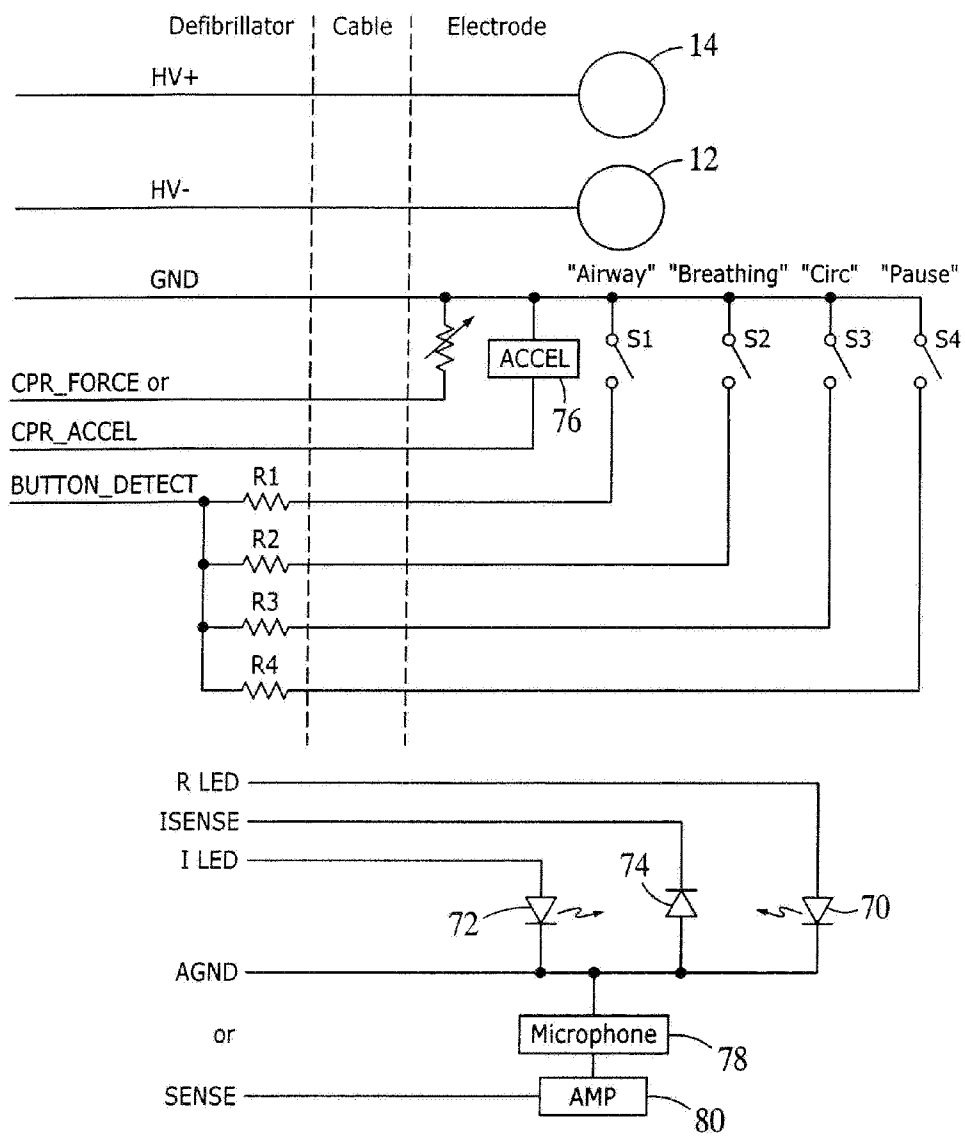 Defibrillator Cable Electrode
14
HV+
12
HV-
GND "Airway" "Breathing" "Circ" "Pause"
S1 S2 S3 S4
ACCEL
CPR_FORCE or
76
CPR_ACCEL
BUTTON_DETECT R1
R2
R3
R4
R LED
ISENSE
I LED
74
72 70
AGND
or Microphone 78
SENSE AMP 80